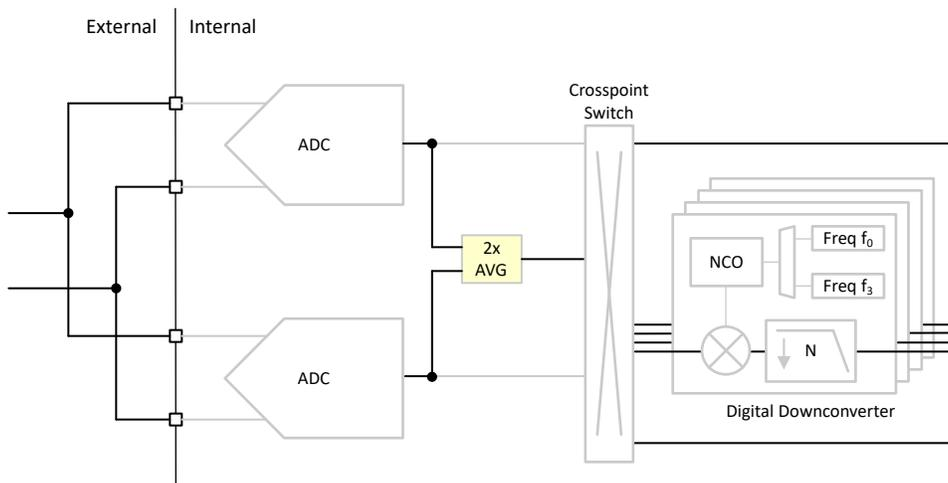 External
Internal
ADC
Crosspoint
Switch
2x
AVG
NCO
Freq f₀
Freq f₃
ADC
N
Digital Downconverter